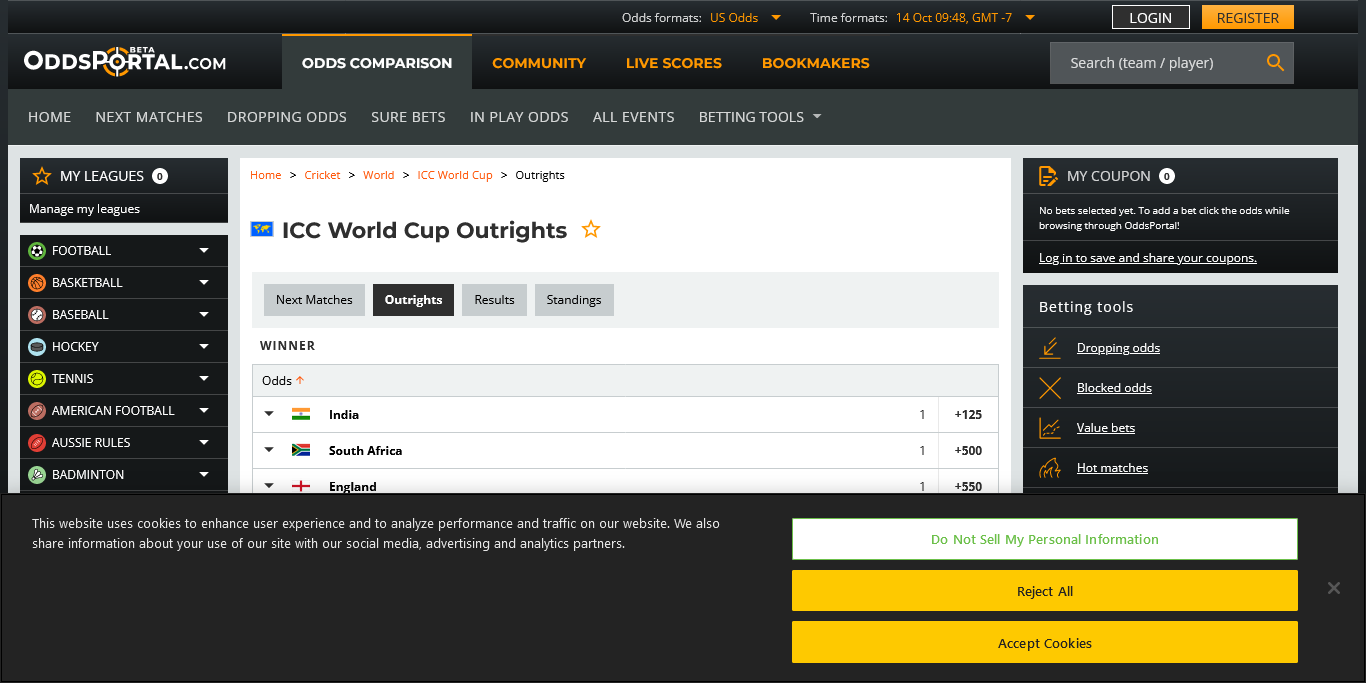 Odds formats: US Odds Time formats: 14 Oct 09:48, GMT -7 LOGIN REGISTER
BETA
ODDSPORTAL.COM
ODDS COMPARISON COMMUNITY LIVE SCORES BOOKMAKERS Search (team / player)
HOME NEXT MATCHES DROPPING ODDS SURE BETS IN PLAY ODDS ALL EVENTS BETTING TOOLS
MY LEAGUES 0
Manage my leagues
FOOTBALL
BASKETBALL
BASEBALL
HOCKEY
TENNIS
AMERICAN FOOTBALL
AUSSIE RULES
BADMINTON
Home > Cricket > World > ICC World Cup > Outrights
ICC World Cup Outrights
Next Matches Outrights Results Standings
WINNER
Odds
India 1 +125
South Africa 1 +500
England 1 +550
MY COUPON 0
No bets selected yet. To add a bet click the odds while
browsing through OddsPortal!
Log in to save and share your coupons.
Betting tools
Dropping odds
Blocked odds
Value bets
Hot matches
This website uses cookies to enhance user experience and to analyze performance and traffic on our website. We also
share information about your use of our site with our social media, advertising and analytics partners.
Do Not Sell My Personal Information
Reject All
Accept Cookies